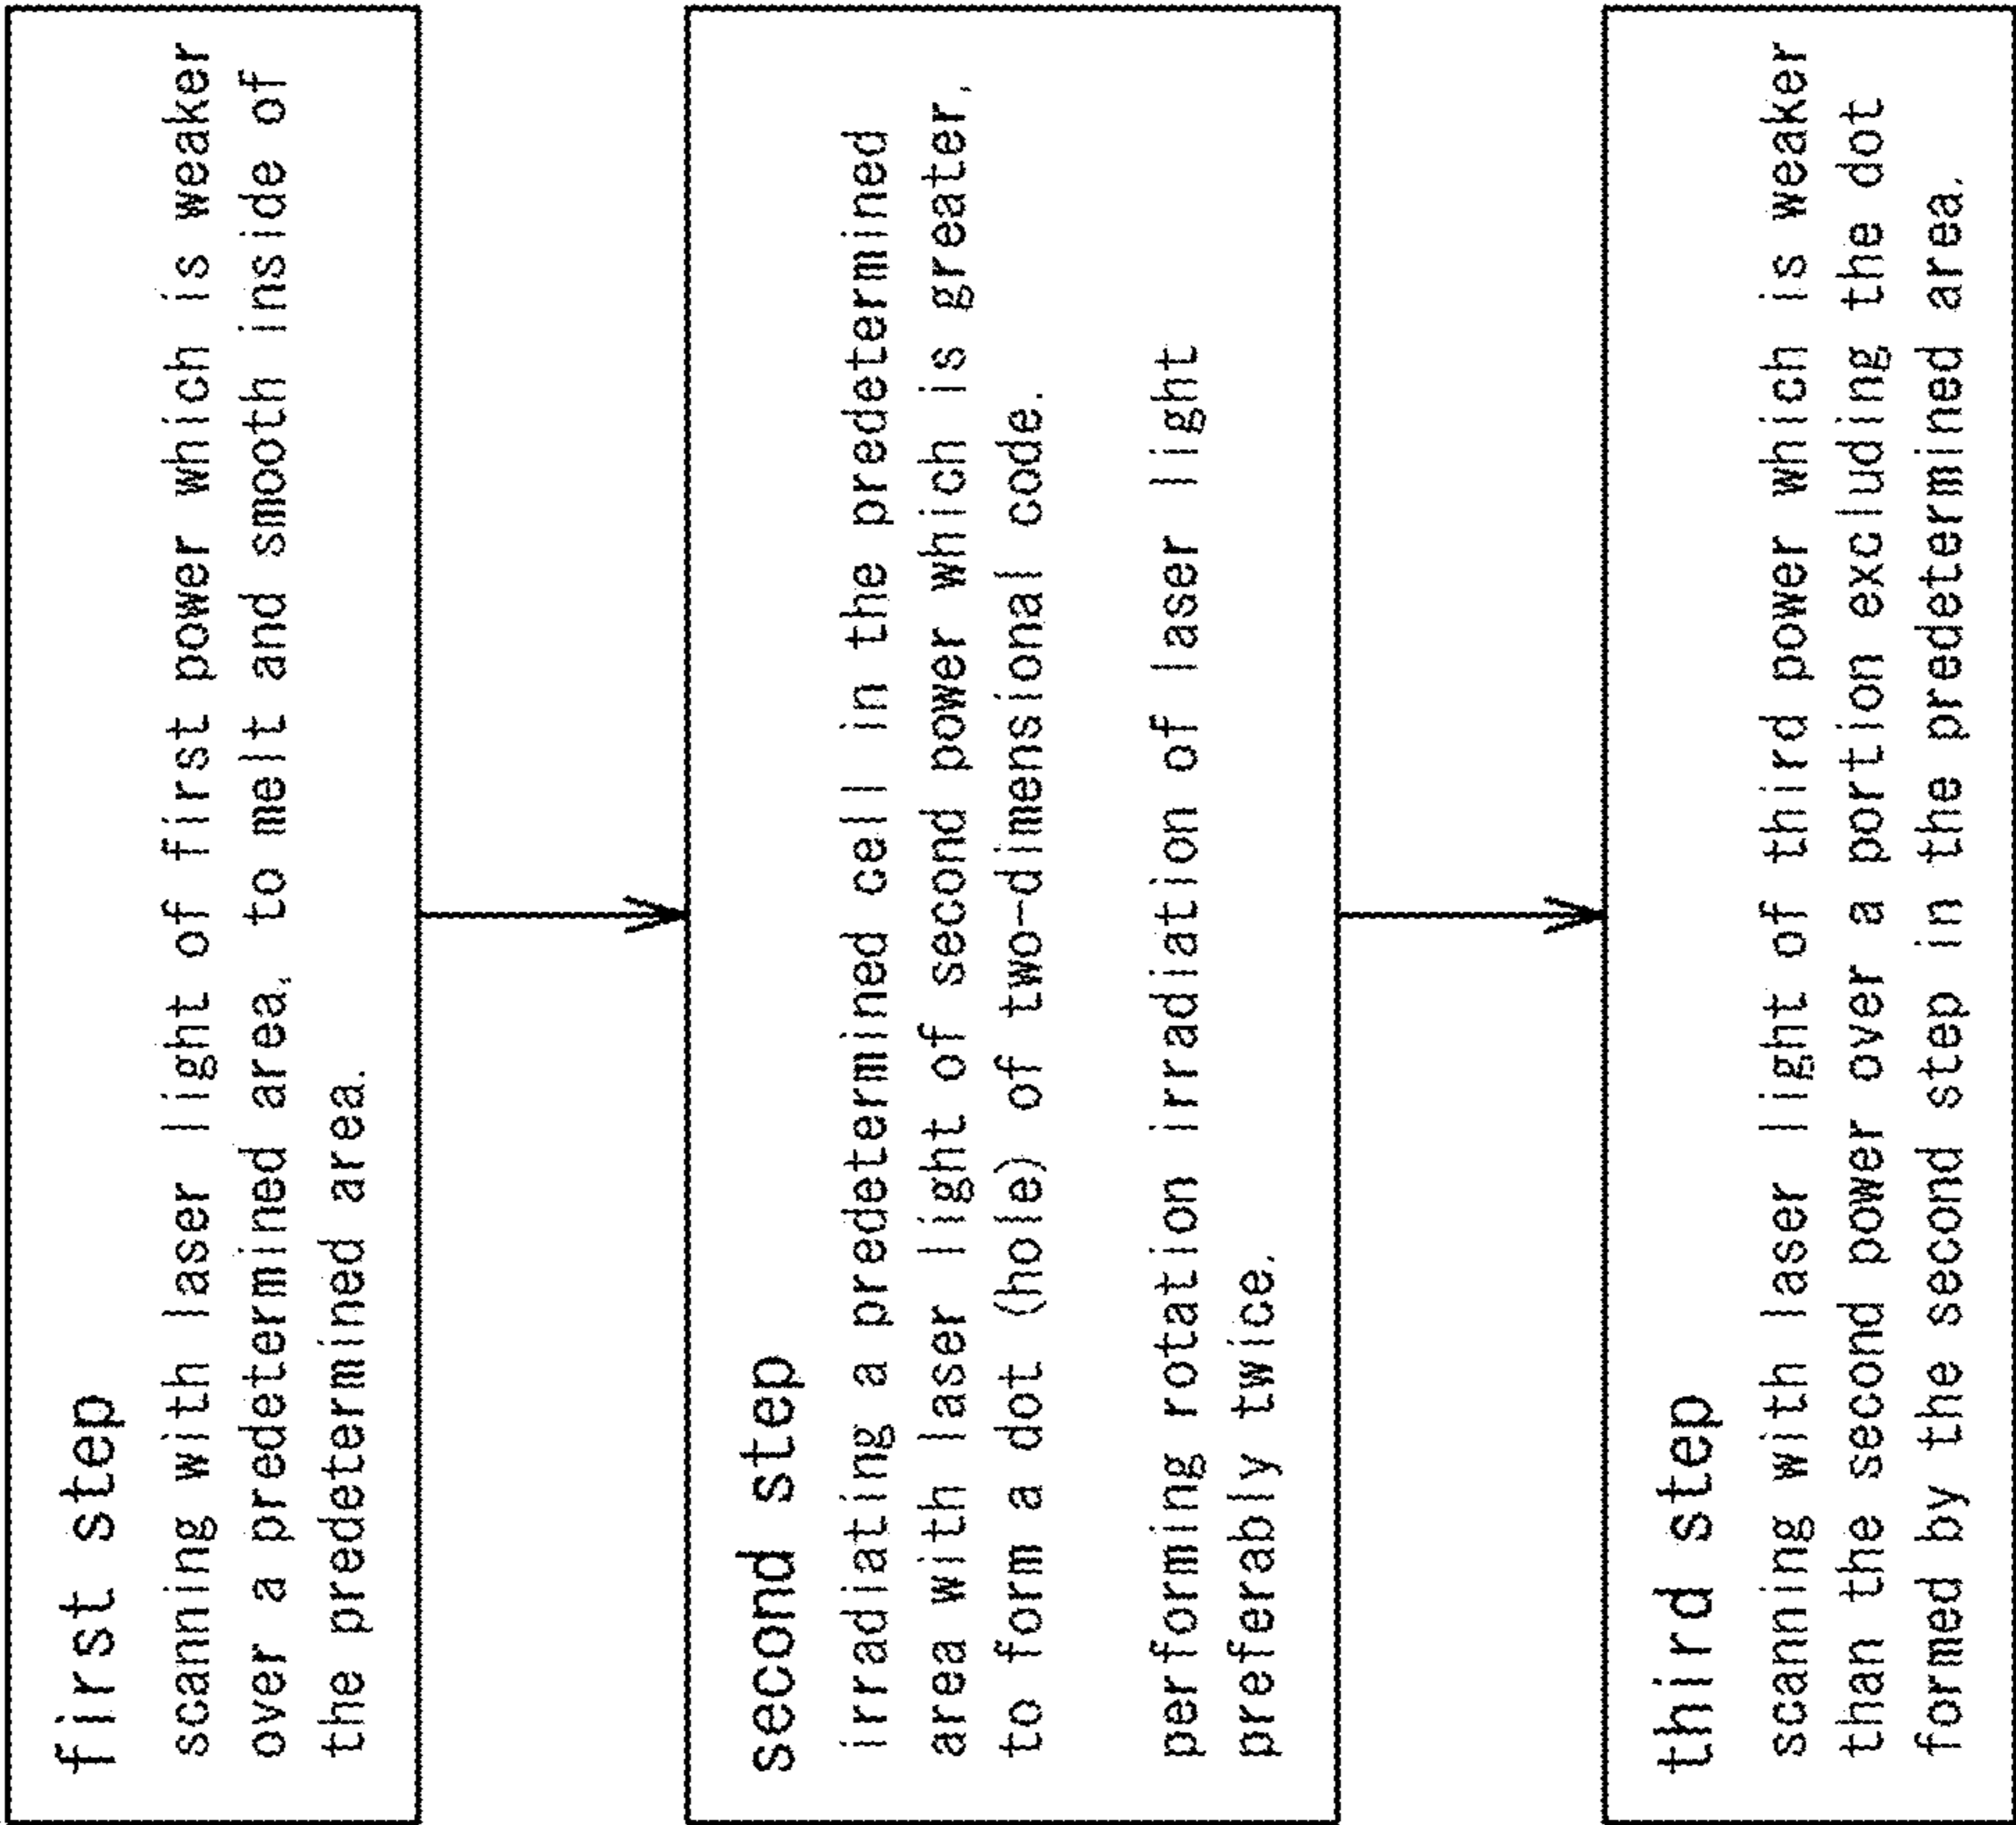 first step
scanning with laser light of first power which is weaker
over a predetermined area, to melt and smooth inside of
the predetermined area.
second step
irradiating a predetermined cell in the predetermined
area with laser light of second power which is greater,
to form a dot (hole) of two-dimensional code.
performing rotation irradiation of laser light
preferably twice.
third step
scanning with laser light of third power which is weaker
than the second power over a portion excluding the dot
formed by the second step in the predetermined area.